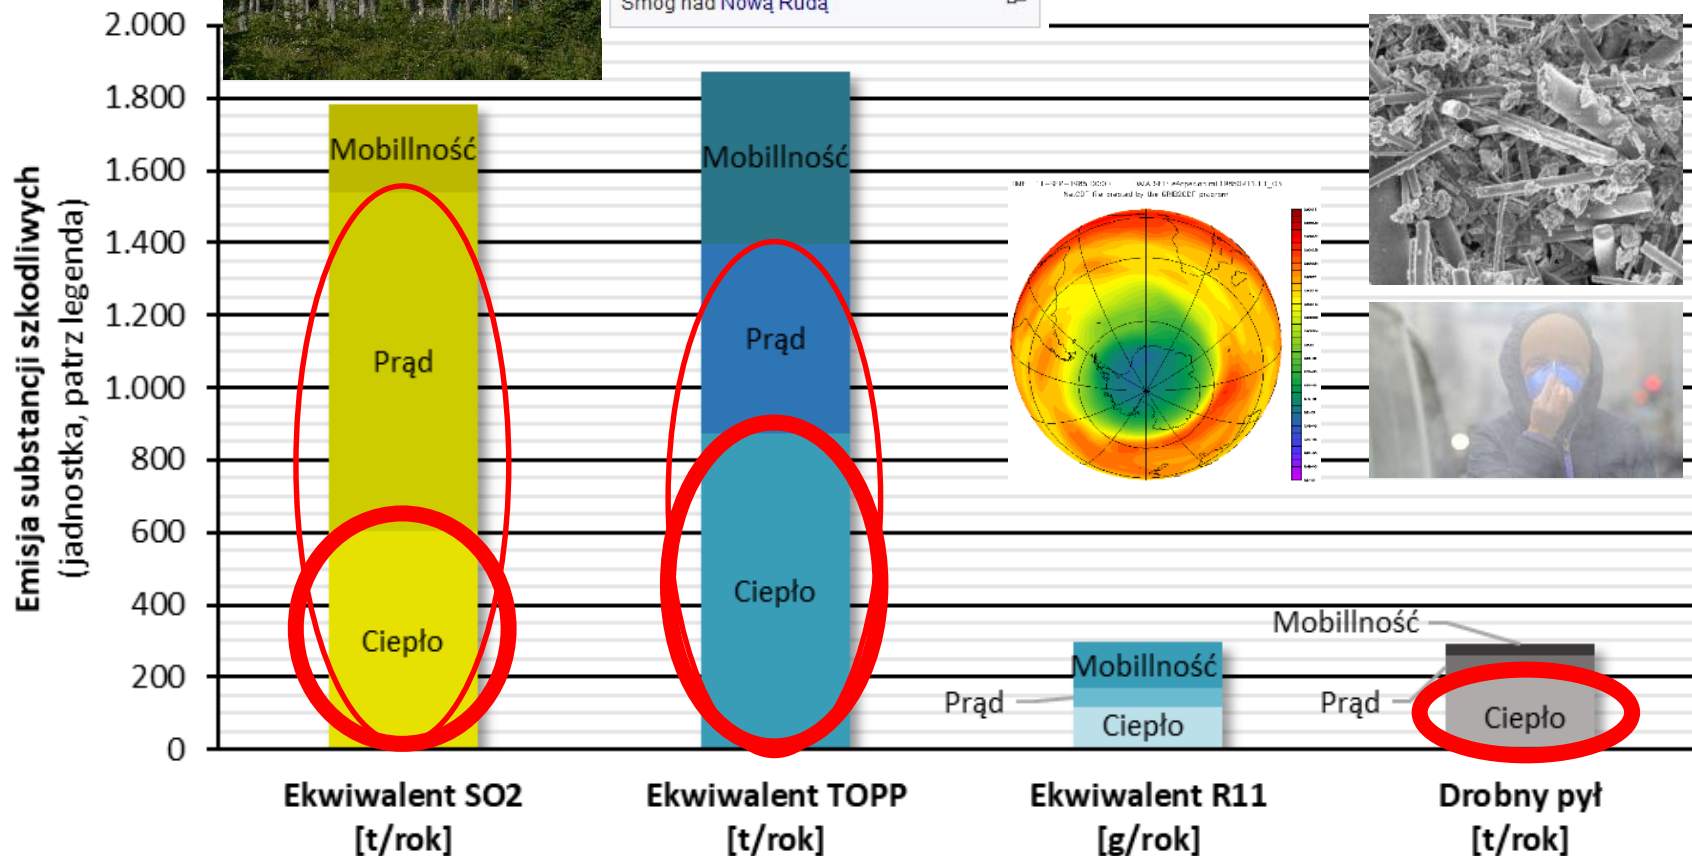 Smog nad Nową Rudą
Emisja substancji szkodliwych
(jadnostka, patrz legenda)
2.000
1.800
1.600
1.400
1.200
1.000
800
600
400
200
0
Mobillność
Prąd
Ciepło
Mobillność
Prąd
Ciepło
Mobillność
Prąd
Ciepło
Mobillność
Prąd
Ciepło
Ekwiwalent SO2
[t/rok]
Ekwiwalent TOPP
[t/rok]
Ekwiwalent R11
[g/rok]
Drobny pył
[t/rok]